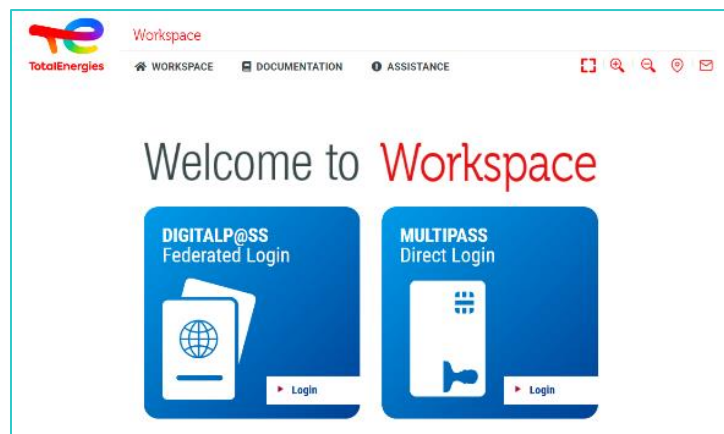 Workspace
TotalEnergies
WORKSPACE DOCUMENTATION ASSISTANCE
Welcome to Workspace
DIGITALP@SS
Federated Login
Login
MULTIPASS
Direct Login
Login